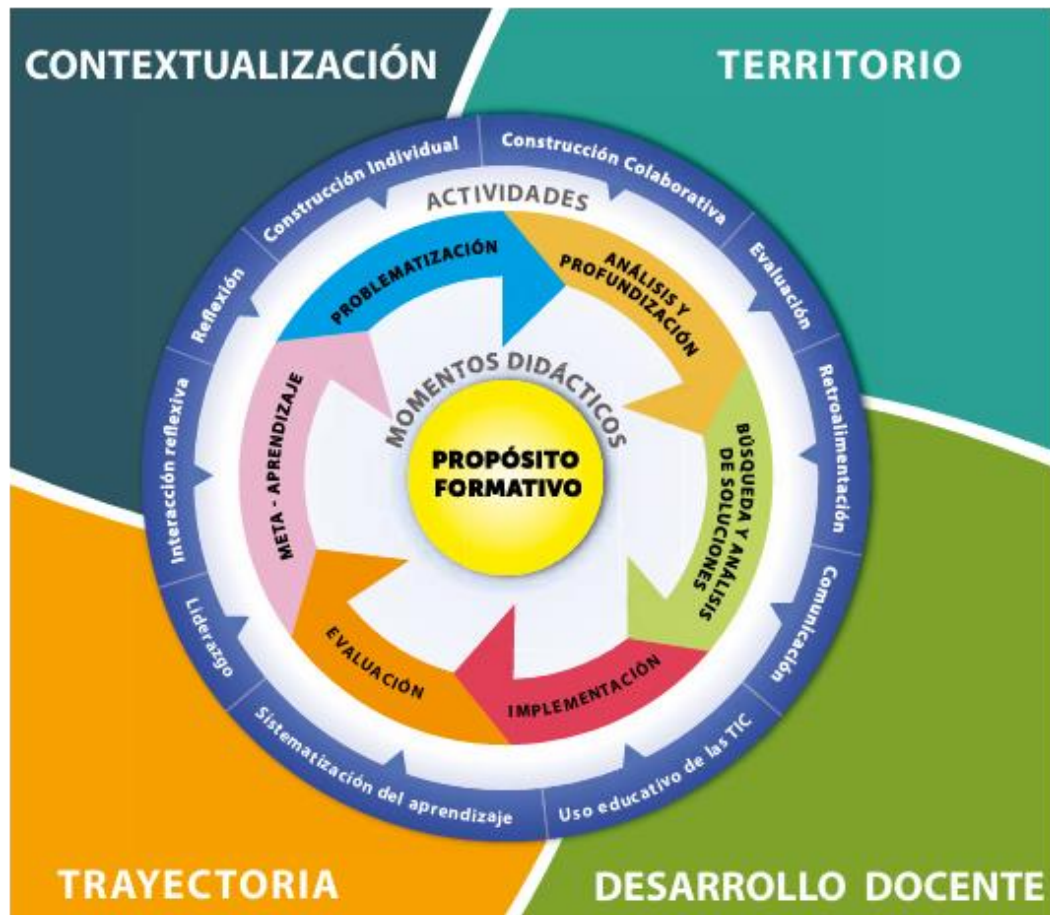 CONTEXTUALIZACIÓN
TERRITORIO
Construcción Individual
Construcción Colaborativa
Evaluación
Retroalimentación
Comunicación
Uso educativo de las TIC
Sistematización del aprendizaje
Liderazgo
Interacción reflexiva
Reflexión
ACTIVIDADES
PROBLEMATIZACIÓN
ANÁLISIS Y
PROFUNDIZACIÓN
BÚSQUEDA Y ANÁLISIS
DE SOLUCIONES
IMPLEMENTACIÓN
EVALUACIÓN
META - APRENDIZAJE
MOMENTOS DIDÁCTICOS
PROPÓSITO
FORMATIVO
TRAYECTORIA
DESARROLLO DOCENTE